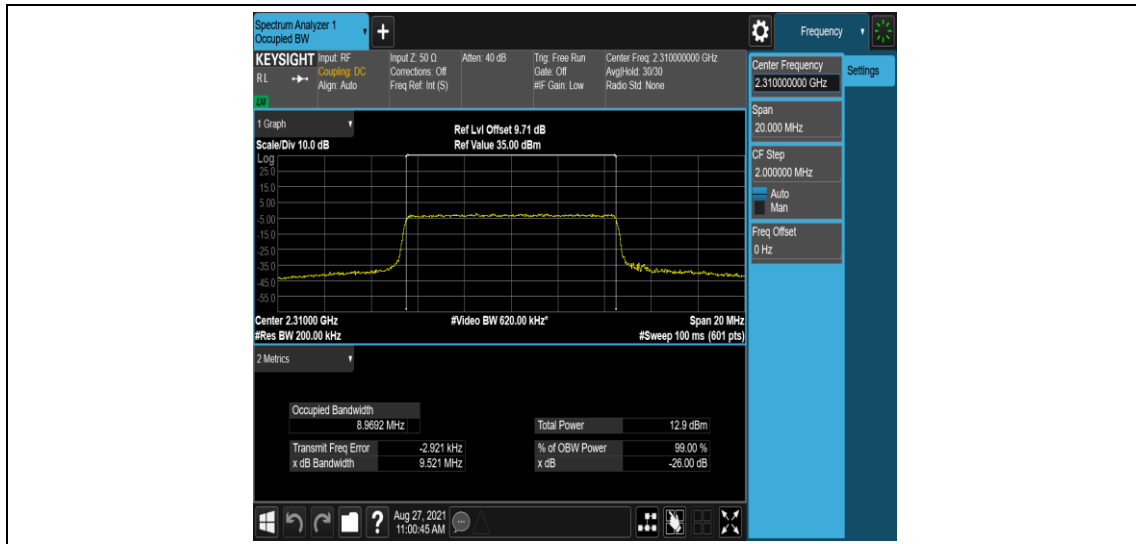 Spectrum Analyzer 1
Occupied BW
+
Frequency
KEYSIGHT
RL
LXI
Input: RF
Coupling: DC
Align: Auto
Input Z: 50 Ω
Corrections: Off
Freq Ref: Int (S)
Atten: 40 dB
Trig: Free Run
Gate: Off
#IF Gain: Low
Center Freq: 2.310000000 GHz
Avg|Hold: 30/30
Radio Std: None
Center Frequency
2.310000000 GHz
Settings
Span
20.000 MHz
CF Step
2.000000 MHz
Auto
Man
Freq Offset
0 Hz
1 Graph
Scale/Div 10.0 dB
Ref Lvl Offset 9.71 dB
Ref Value 35.00 dBm
Log
25.0
15.0
5.00
-5.00
-15.0
-25.0
-35.0
-45.0
-55.0
Center 2.31000 GHz
#Video BW 620.00 kHz*
Span 20 MHz
#Res BW 200.00 kHz
#Sweep 100 ms (601 pts)
2 Metrics
Occupied Bandwidth
8.9692 MHz
Total Power 12.9 dBm
Transmit Freq Error -2.921 kHz
% of OBW Power 99.00 %
x dB Bandwidth 9.521 MHz
x dB -26.00 dB
?
Aug 27, 2021
11:00:45 AM